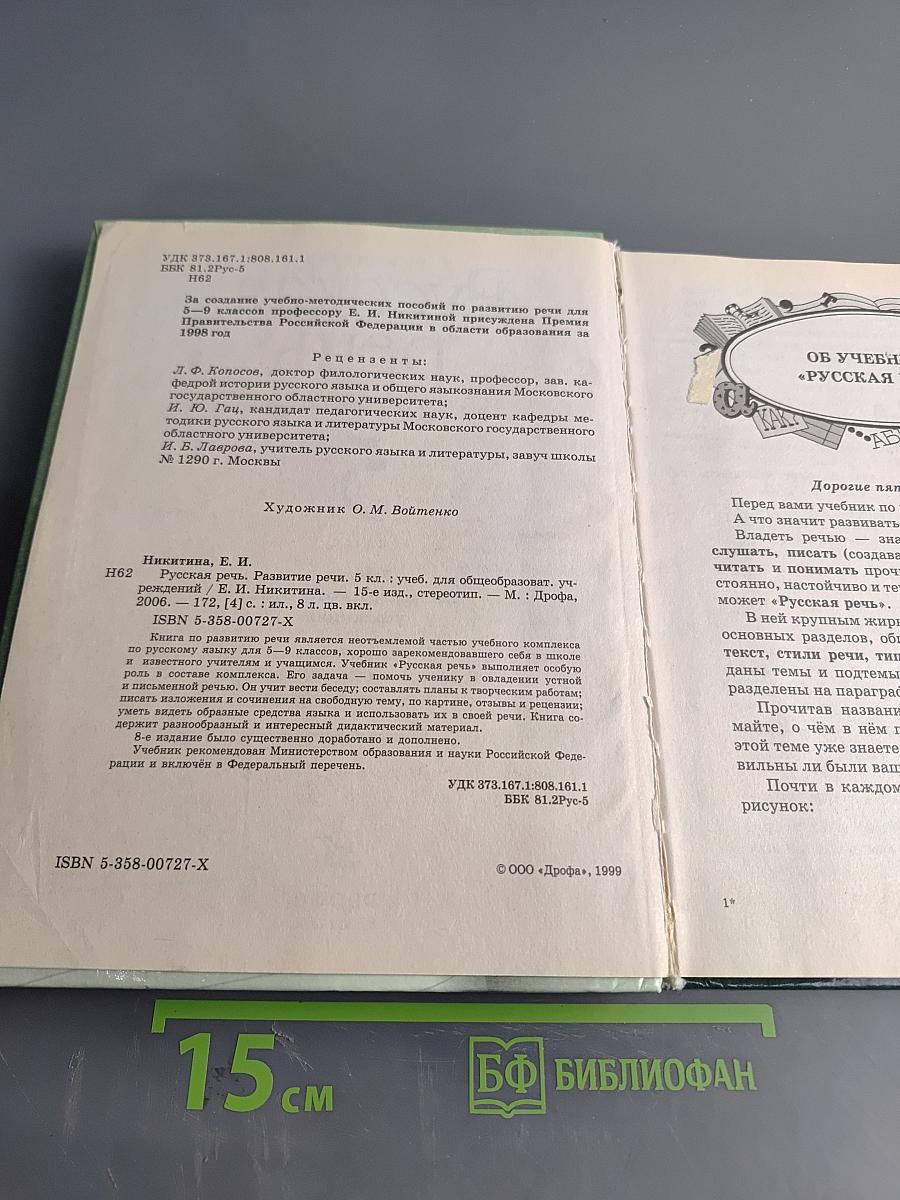 УДК 373.167.1:808.161.1
ББК 81.2Рус-5
Н62
За создание учебно-методических пособий по развитию речи для
5—9 классов профессору Е. И. Никитиной присуждена Премия
Правительства Российской Федерации в области образования за
1998 год
Рецензенты:
Л. Ф. Копосов, доктор филологических наук, профессор, зав. ка-
федрой истории русского языка и общего языкознания Московского
государственного областного университета;
И. Ю. Гац, кандидат педагогических наук, доцент кафедры ме-
тодики русского языка и литературы Московского государственного
областного университета;
И. Б. Лаврова, учитель русского языка и литературы, завуч школы
№ 1290 г. Москвы
Художник О. М. Войтенко
Никитина, Е. И.
Н62 Русская речь. Развитие речи. 5 кл. : учеб. для общеобразоват. уч-
реждений / Е. И. Никитина. — 15-е изд., стереотип. — М. : Дрофа,
2006. — 172, [4] с. : ил., 8 л. цв. вкл.
ISBN 5-358-00727-X
Книга по развитию речи является неотъемлемой частью учебного комплекса
по русскому языку для 5—9 классов, хорошо зарекомендовавшего себя в школе
и известного учителям и учащимся. Учебник «Русская речь» выполняет особую
роль в составе комплекса. Его задача — помочь ученику в овладении устной
и письменной речью. Он учит вести беседу; составлять планы к творческим работам;
писать изложения и сочинения на свободную тему, по картине, отзывы и рецензии;
уметь видеть образные средства языка и использовать их в своей речи. Книга со-
держит разнообразный и интересный дидактический материал.
8-е издание было существенно доработано и дополнено.
Учебник рекомендован Министерством образования и науки Российской Феде-
рации и включён в Федеральный перечень.
УДК 373.167.1:808.161.1
ББК 81.2Рус-5
ISBN 5-358-00727-X
© ООО «Дрофа», 1999
ОБ УЧЕБН
«РУССКАЯ
КАК?
АБ
Дорогие пят
Перед вами учебник по
А что значит развивать
Владеть речью — зна
слушать, писать (создава
читать и понимать проч
стоянно, настойчиво и те
может «Русская речь».
В ней крупным жирн
основных разделов, об
текст, стили речи, тип
даны темы и подтемы
разделены на параграф
Прочитав назван
майте, о чём в нём г
этой теме уже знаете
вильны ли были ваш
Почти в каждом
рисунок:
1*
15 см
БФ БИБЛИОФАН